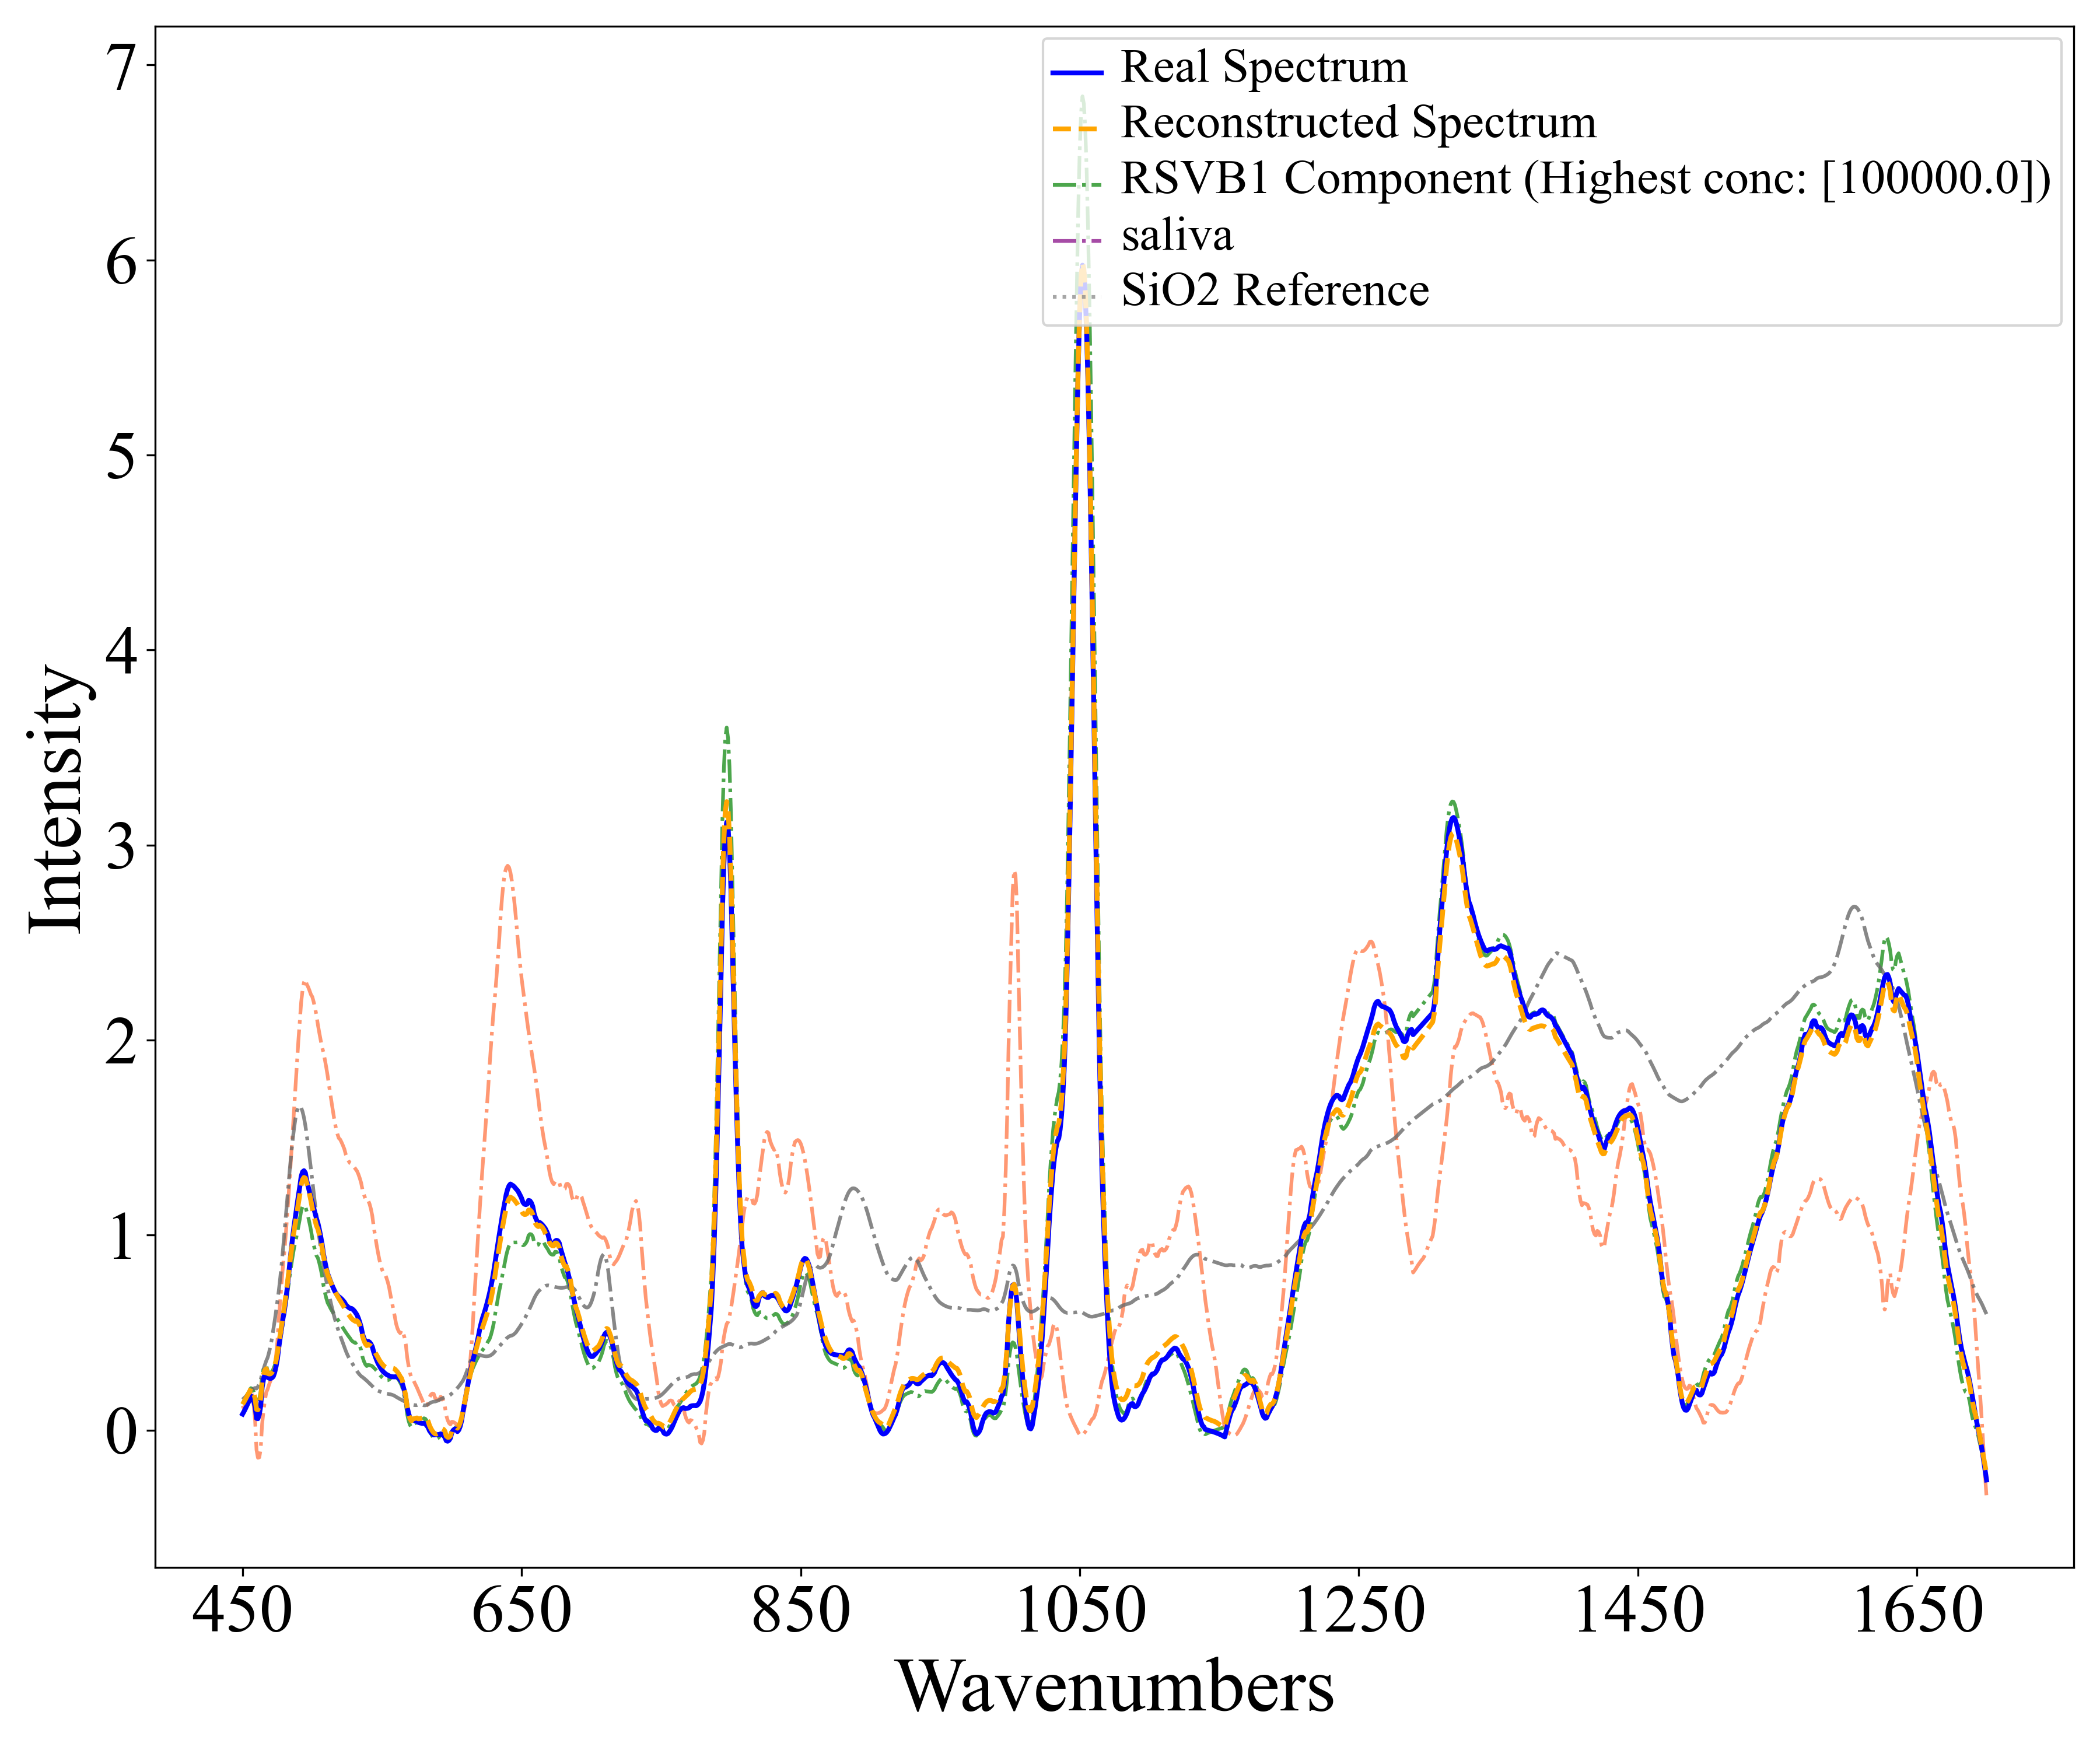 7
6
5
4
3
2
1
0
Intensity
Real Spectrum
Reconstructed Spectrum
RSVB1 Component (Highest conc: [100000.0])
saliva
SiO2 Reference
450 650 850 1050 1250 1450 1650
Wavenumbers